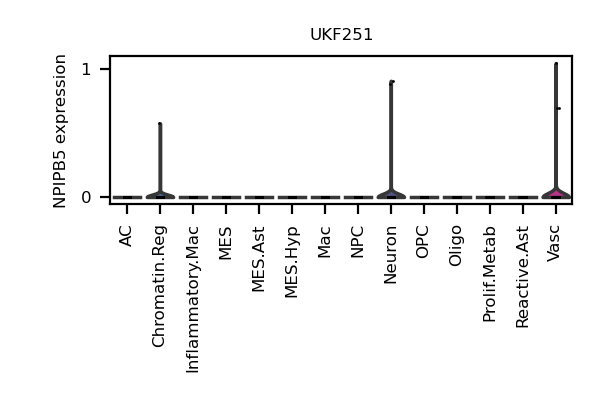 UKF251
NPIPB5 expression
1
0
AC
Chromatin.Reg
Inflammatory.Mac
MES
MES.Ast
MES.Hyp
Mac
NPC
Neuron
OPC
Oligo
Prolif.Metab
Reactive.Ast
Vasc